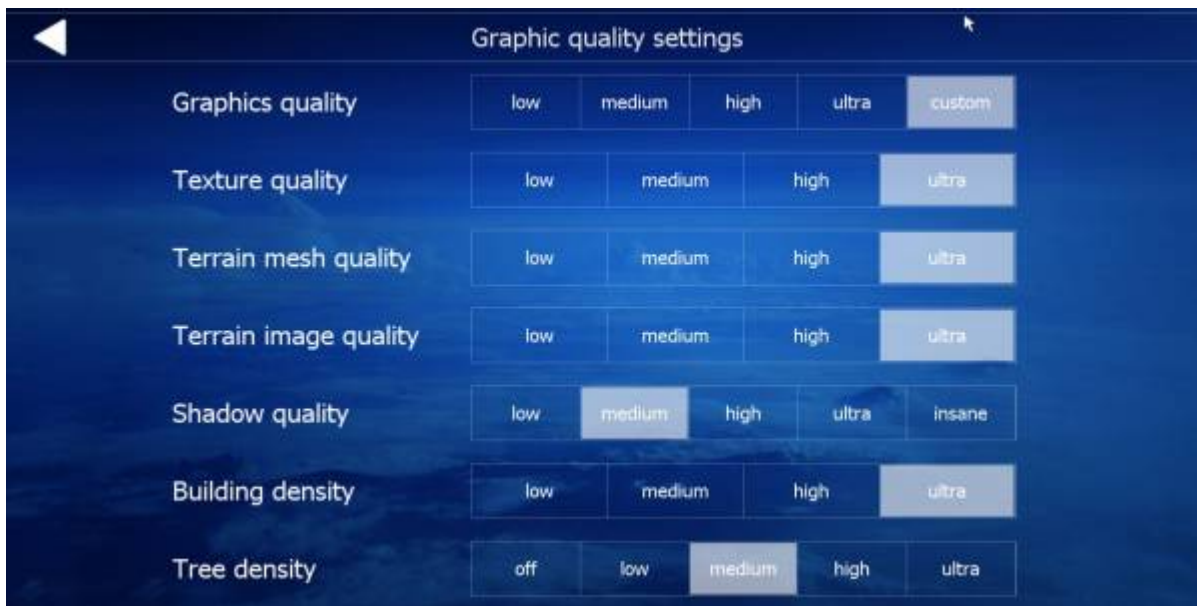 Graphic quality settings
Graphics quality low medium high ultra custom
Texture quality low medium high ultra
Terrain mesh quality low medium high ultra
Terrain image quality low medium high ultra
Shadow quality low medium high ultra insane
Building density low medium high ultra
Tree density off low medium high ultra